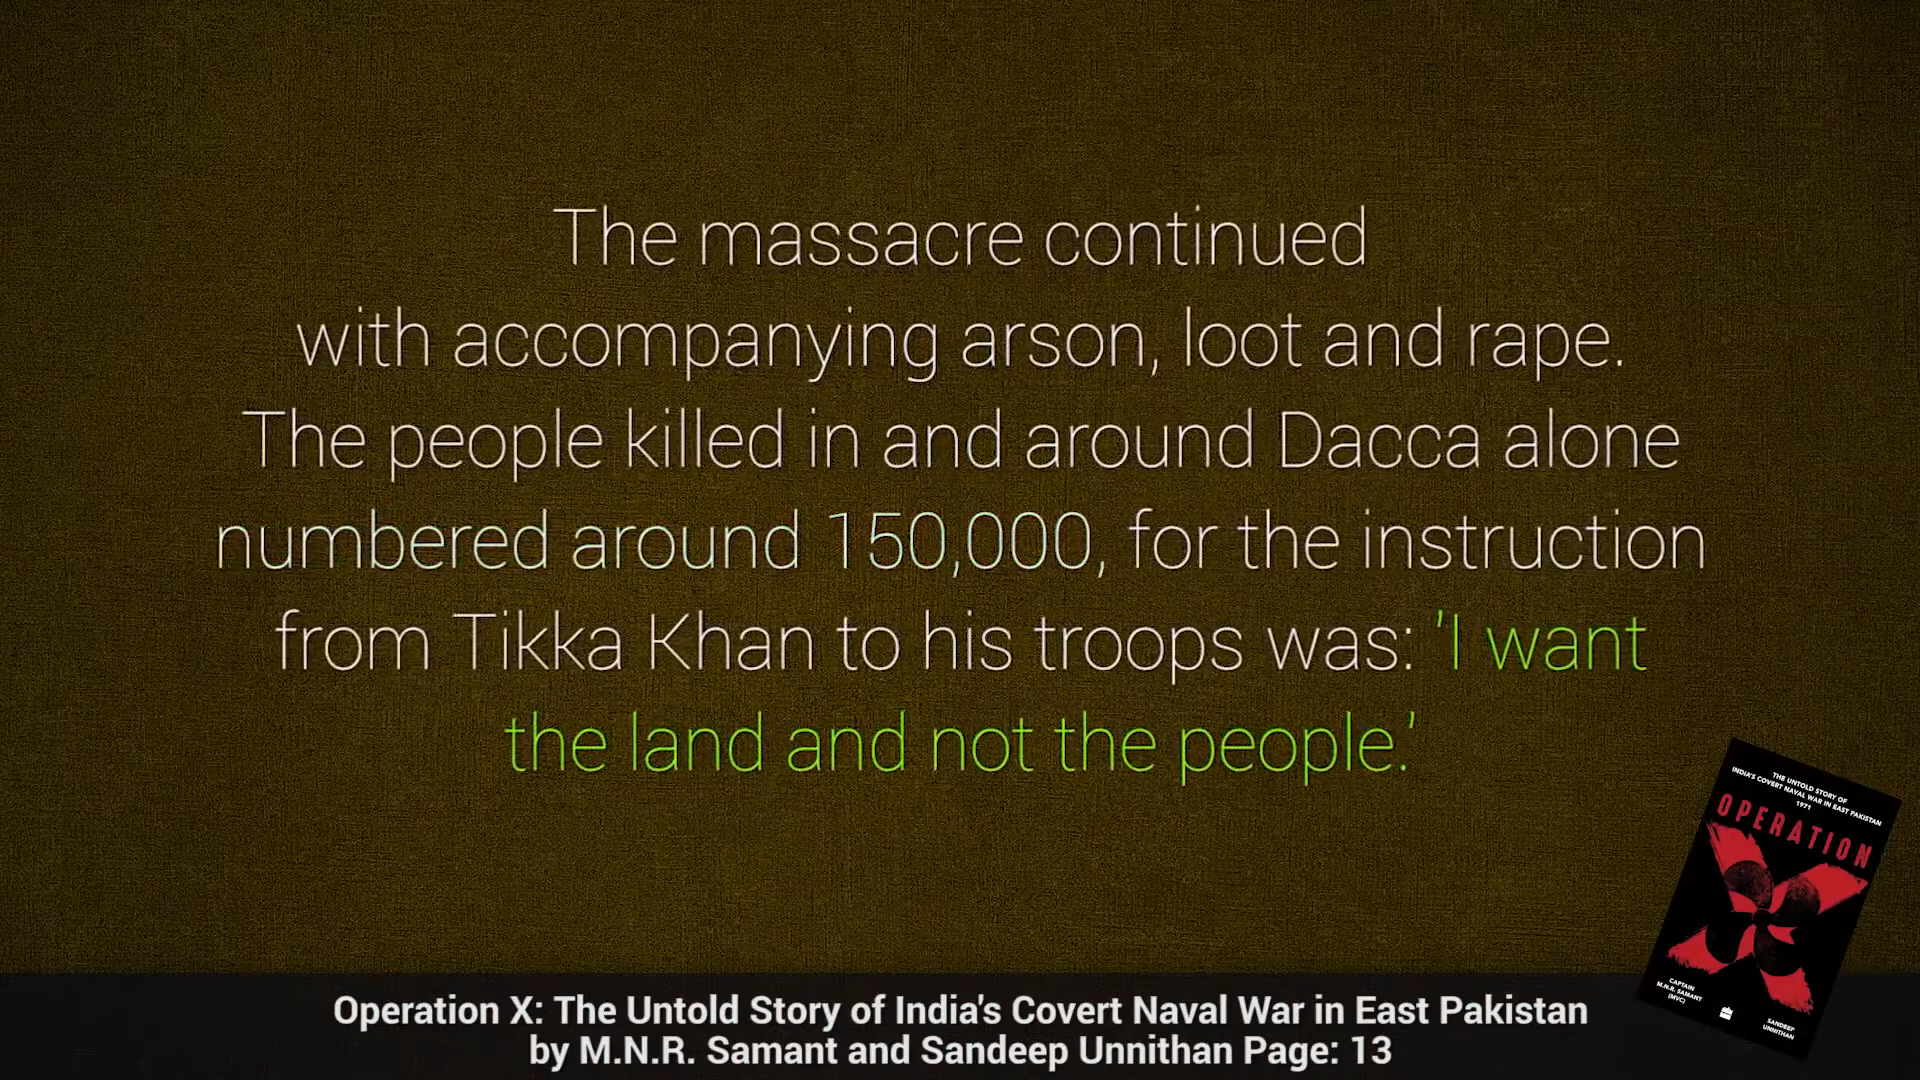 The massacre continued
with accompanying arson, loot and rape.
The people killed in and around Dacca alone
numbered around 150,000, for the instruction
from Tikka Khan to his troops was: 'I want
the land and not the people.'
THE UNTOLD STORY OF
INDIA'S COVERT NAVAL WAR IN EAST PAKISTAN
1971
OPERATION
CAPTAIN
M.N.R. SAMANT
(MVC)
SANDEEP
UNNITHAN
Operation X: The Untold Story of India's Covert Naval War in East Pakistan
by M.N.R. Samant and Sandeep Unnithan Page: 13